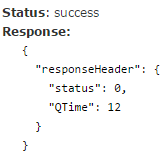 Status: success
Response:
{
  "responseHeader": {
    "status": 0,
    "QTime": 12
  }
}